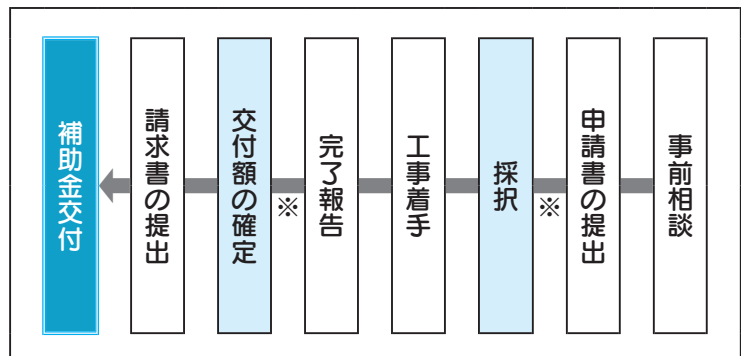 事前相談
申請書の提出
※
採択
工事着手
完了報告
※
交付額の確定
請求書の提出
補助金交付